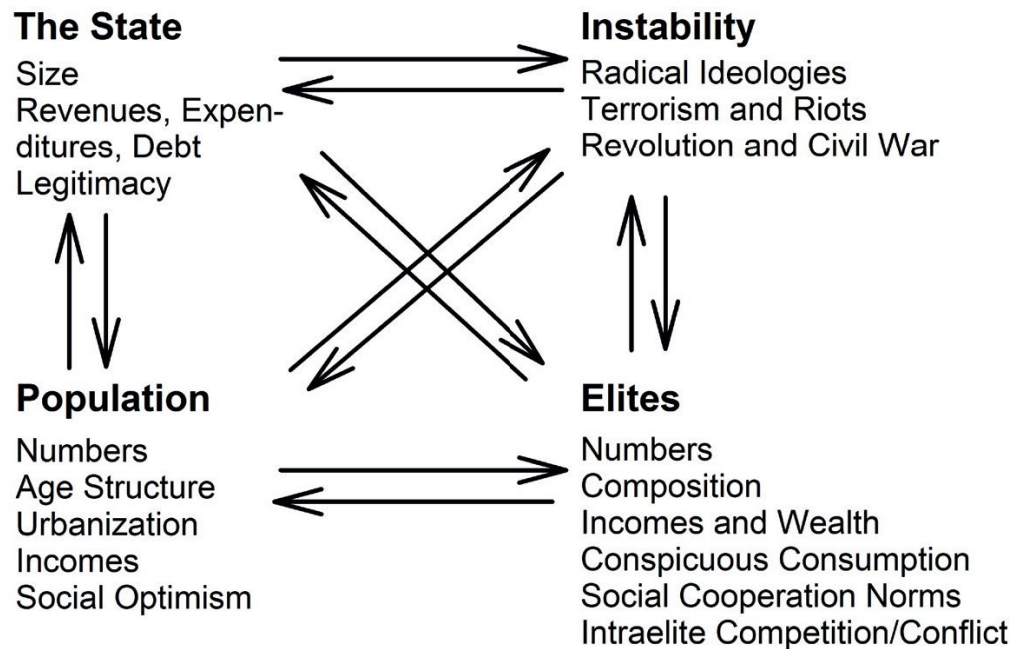 The State
Size
Revenues, Expen-
ditures, Debt
Legitimacy
Instability
Radical Ideologies
Terrorism and Riots
Revolution and Civil War
Population
Numbers
Age Structure
Urbanization
Incomes
Social Optimism
Elites
Numbers
Composition
Incomes and Wealth
Conspicuous Consumption
Social Cooperation Norms
Intraelite Competition/Conflict